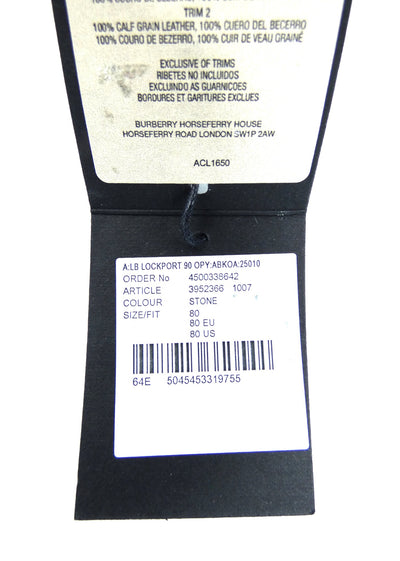 TRIM 2
100% CALF GRAIN LEATHER, 100% CUERO DEL BECERRO
100% COURO DE BEZERRO, 100% CUIR DE VEAU GRAINÉ
EXCLUSIVE OF TRIMS
RIBETES NO INCLUIDOS
EXCLUINDO AS GUARNICOES
BORDURES ET GARITURES EXCLUES
BURBERRY HORSEFERRY HOUSE
HORSEFERRY ROAD LONDON SW1P 2AW
ACL1650
A:LB LOCKPORT 90 OPY:ABKOA:25010
ORDER No 4500338642
ARTICLE 3952366 1007
COLOUR STONE
SIZE/FIT 80
80 EU
80 US
64E 5045453319755